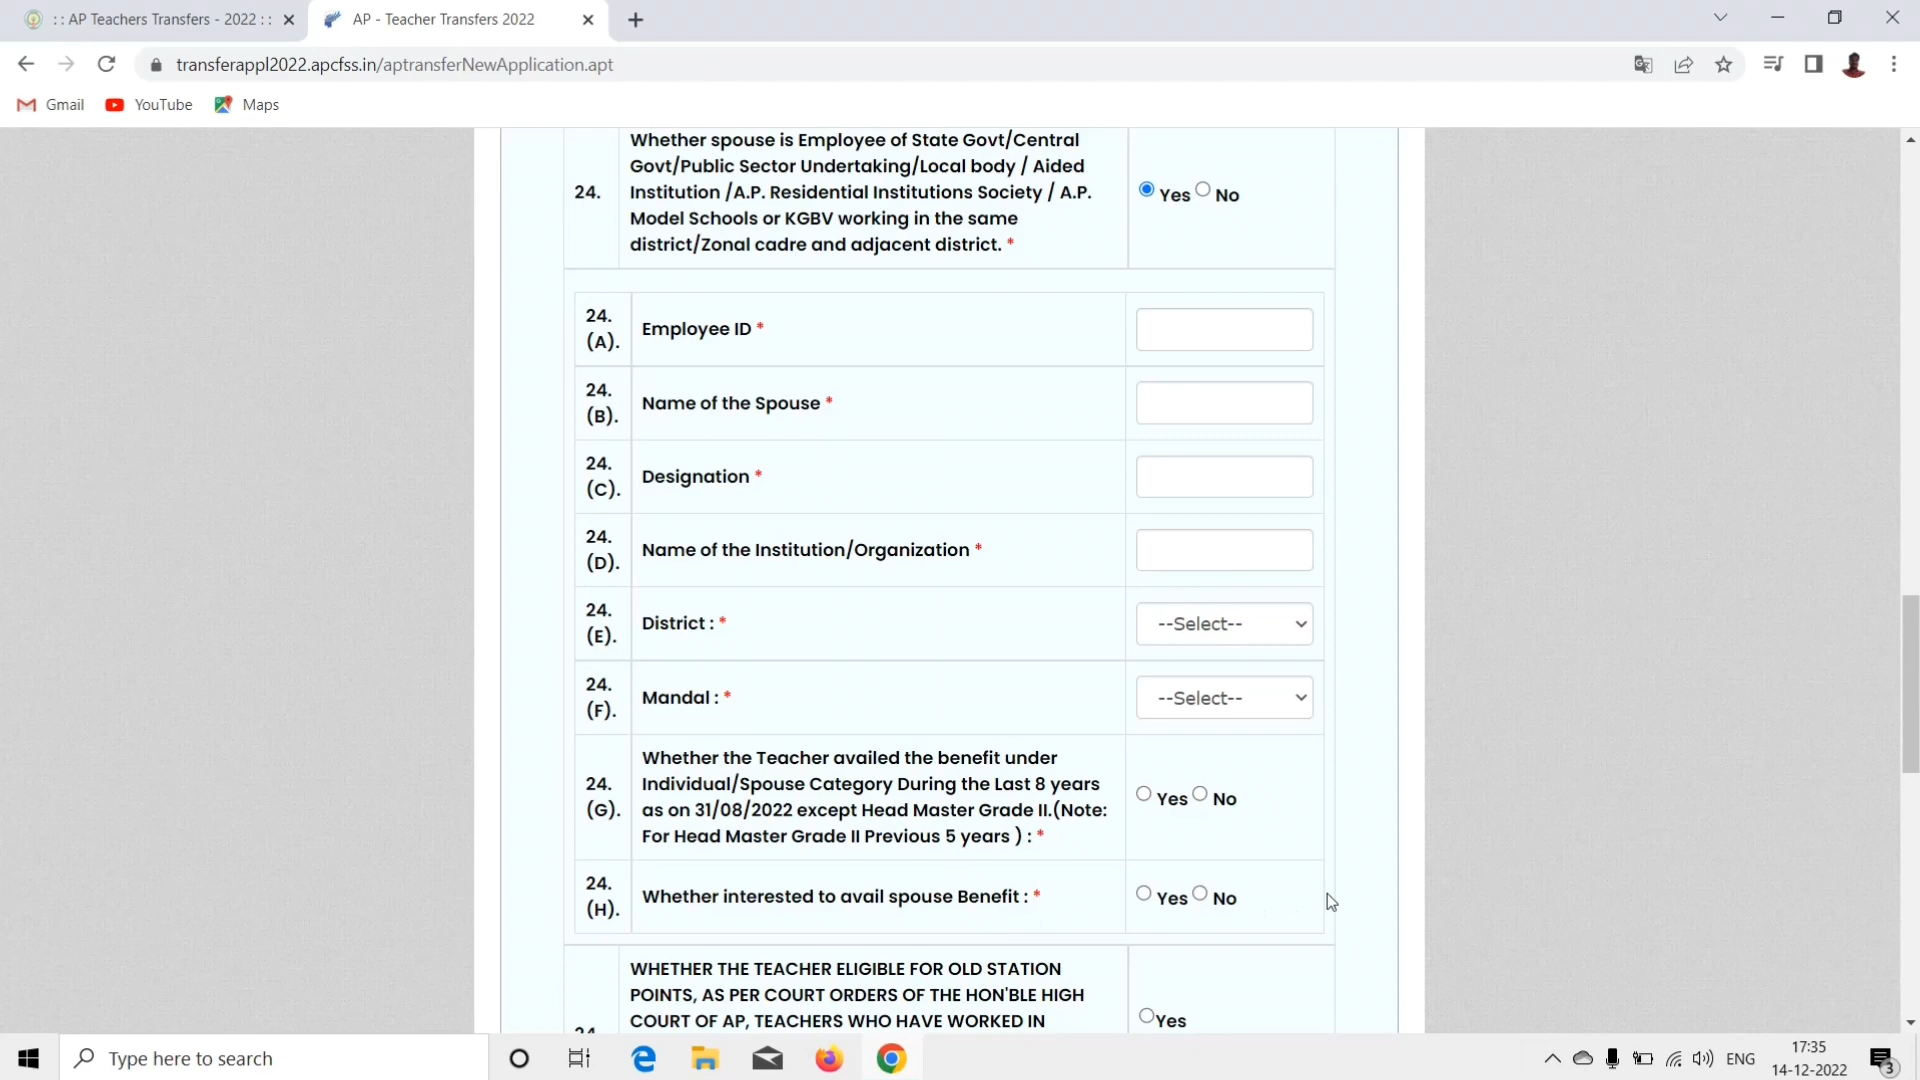 : : AP Teachers Transfers - 2022 : :
AP - Teacher Transfers 2022
transferappl2022.apcfss.in/aptransferNewApplication.apt
Gmail
YouTube
Maps
24.
Whether spouse is Employee of State Govt/Central
Govt/Public Sector Undertaking/Local body / Aided
Institution /A.P. Residential Institutions Society / A.P.
Model Schools or KGBV working in the same
district/Zonal cadre and adjacent district. *
Yes No
24.
(A).
Employee ID *
24.
(B).
Name of the Spouse *
24.
(C).
Designation *
24.
(D).
Name of the Institution/Organization *
24.
(E).
District : *
--Select--
24.
(F).
Mandal : *
--Select--
24.
(G).
Whether the Teacher availed the benefit under
Individual/Spouse Category During the Last 8 years
as on 31/08/2022 except Head Master Grade II.(Note:
For Head Master Grade II Previous 5 years ) : *
Yes No
24.
(H).
Whether interested to avail spouse Benefit : *
Yes No
24
WHETHER THE TEACHER ELIGIBLE FOR OLD STATION
POINTS, AS PER COURT ORDERS OF THE HON'BLE HIGH
COURT OF AP, TEACHERS WHO HAVE WORKED IN
Yes
Type here to search
ENG
17:35
14-12-2022
3